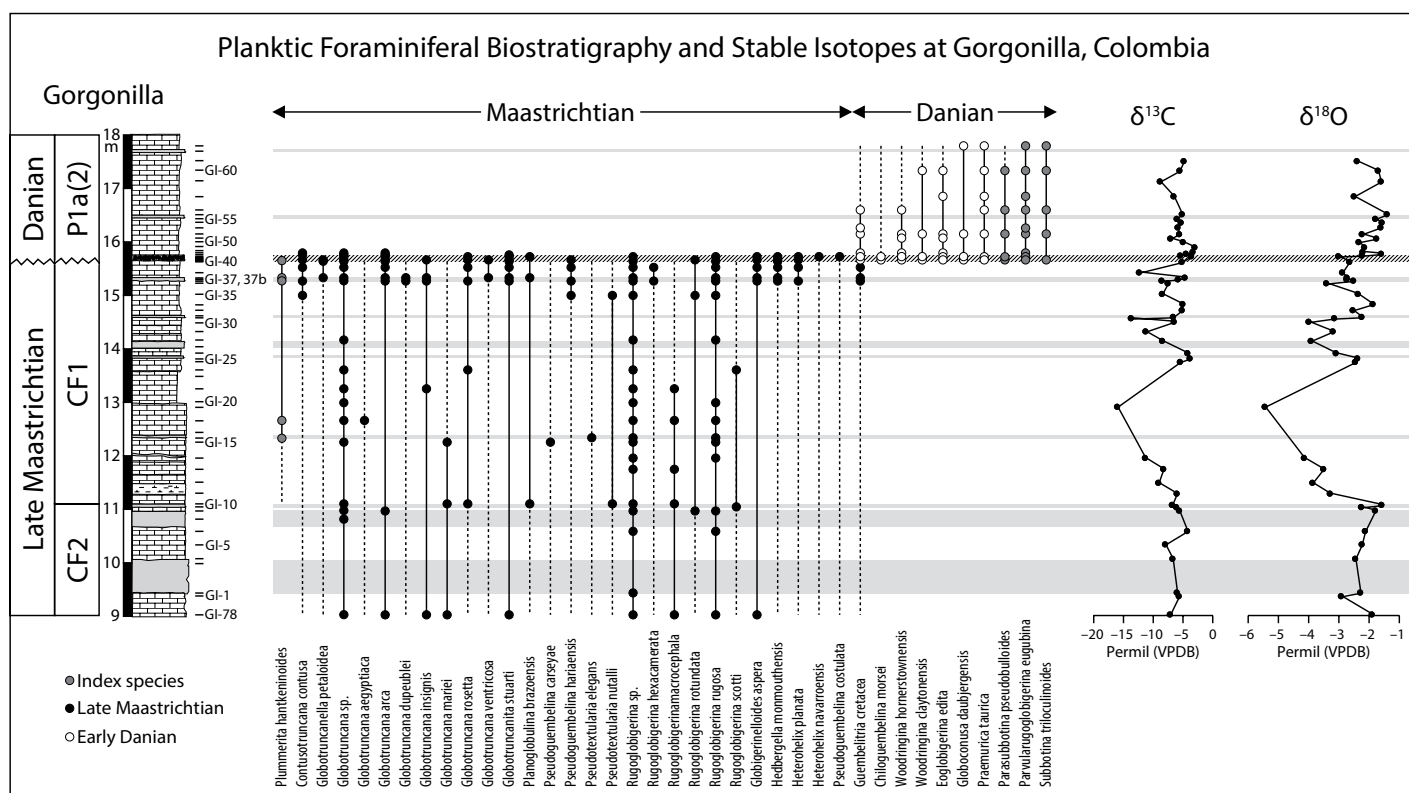 Planktic Foraminiferal Biostratigraphy and Stable Isotopes at Gorgonilla, Colombia
Gorgonilla
Maastrichtian
Danian
δ13C
δ18O
Danian
Late Maastrichtian
P1a(2)
CF1
CF2
18
m
17
16
15
14
13
12
11
10
9
GI-60
GI-55
GI-50
GI-40
GI-37, 37b
GI-35
GI-30
GI-25
GI-20
GI-15
GI-10
GI-5
GI-1
GI-78
−20 −15 −10 −5 0
Permil (VPDB)
−6 −5 −4 −3 −2 −1
Permil (VPDB)
Index species
Late Maastrichtian
Early Danian
Plummerita hantkeninoides
Contusotruncana contusa
Globotruncanella petaloidea
Globotruncana sp.
Globotruncana aegyptiaca
Globotruncana arca
Globotruncana dupeublei
Globotruncana insignis
Globotruncana mariei
Globotruncana rosetta
Globotruncana ventricosa
Globotruncanita stuarti
Planoglobulina brazoensis
Pseudoguembelina carseyae
Pseudoguembelina hariaensis
Pseudotextularia elegans
Pseudotextularia nutalli
Rugoglobigerina sp.
Rugoglobigerina hexacamerata
Rugoglobigerinamacrocephala
Rugoglobigerina rotundata
Rugoglobigerina rugosa
Rugoglobigerina scotti
Globigerinelloides aspera
Hedbergella monmouthensis
Heterohelix planata
Heterohelix navarroensis
Pseudoguembelina costulata
Guembelitria cretacea
Chiloguembelina morsei
Woodringina hornerstownensis
Woodringina claytonensis
Eoglobigerina edita
Globoconusa daubjergensis
Praemurica taurica
Parasubbotina pseudobulloides
Parvularugoglobigerina eugubina
Subbotina triloculinoides